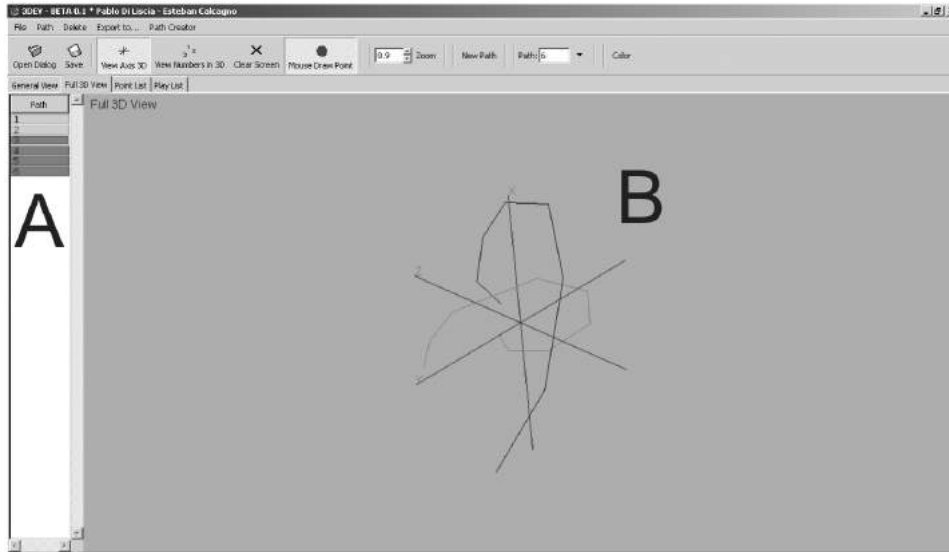 3DEV - BETA 0.1 * Pablo Di Liscia - Esteban Calcagno
File Path Delete Export to... Path Creator
Open Dialog Save View Axis 3D View Numbers in 3D Clear Screen Mouse Draw Point 0.9 Zoom New Path Path: 6 Color
General View Full 3D View Point List Play List
Path Full 3D View
1
2
3
4
5
6
A
B
X
Z
Y